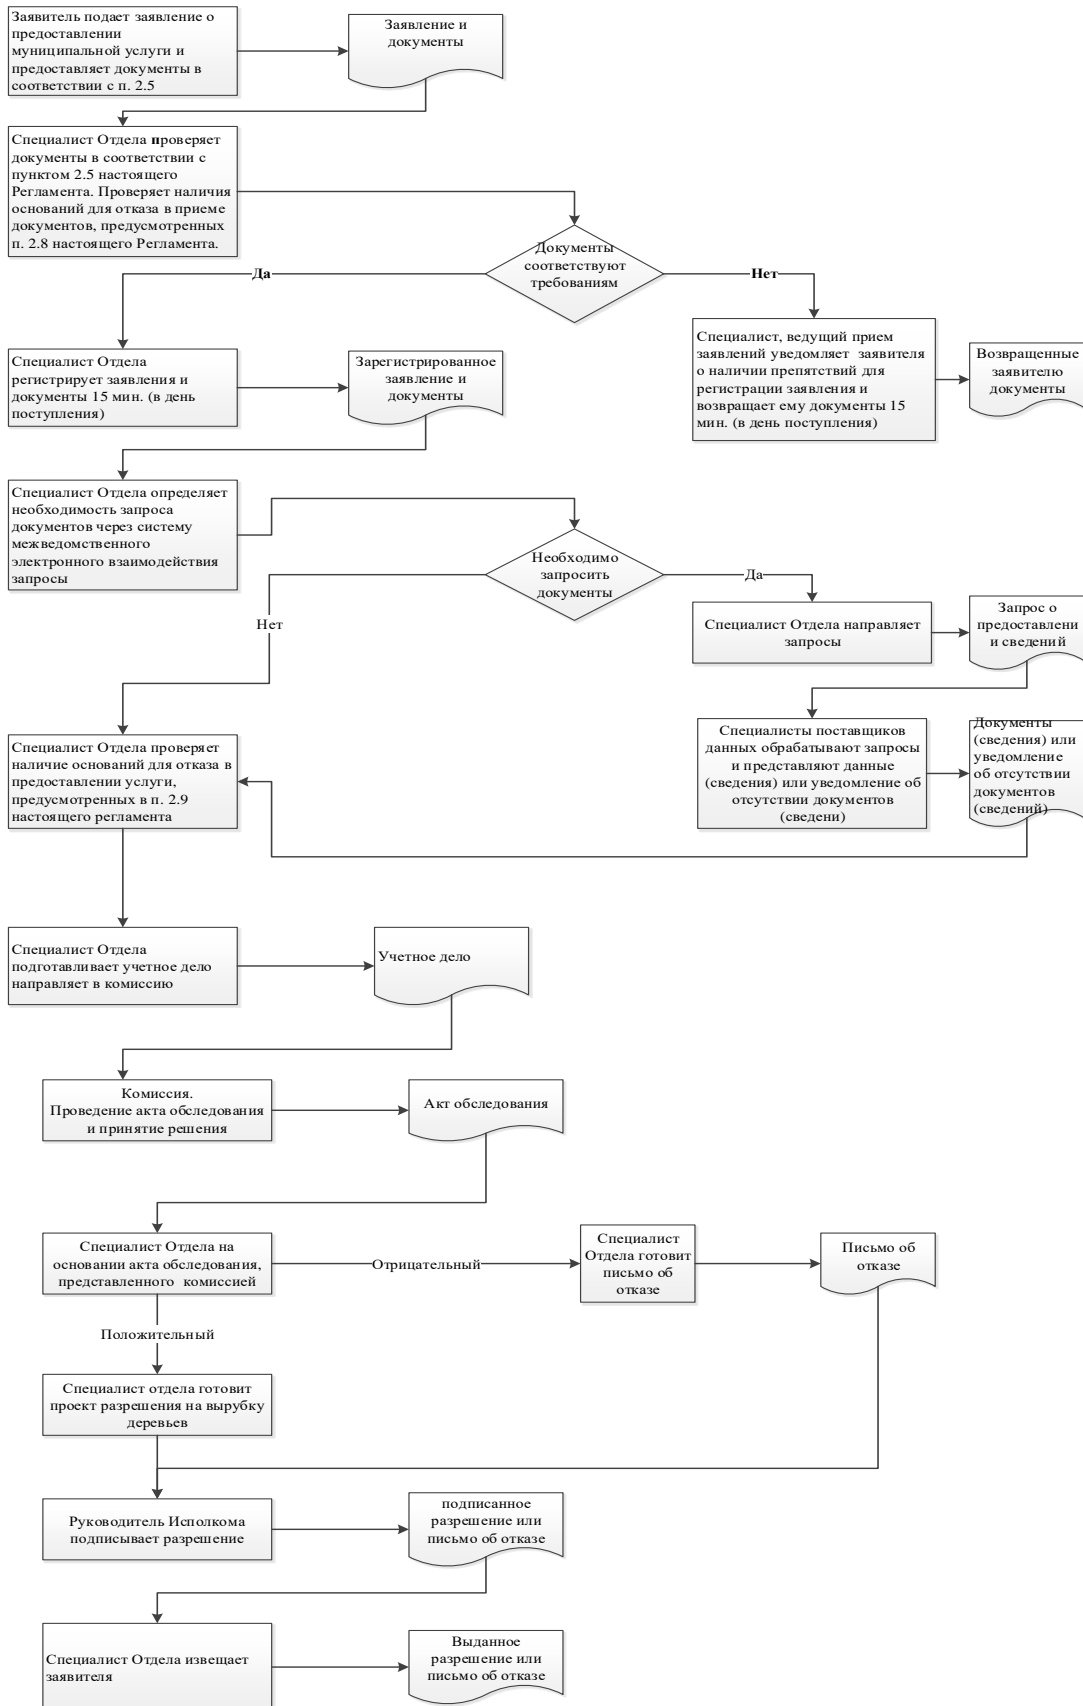 Заявитель подает заявление о
предоставлении
муниципальной услуги и
предоставляет документы в
соответствии с п. 2.5
Заявление и
документы
Специалист Отдела проверяет
документы в соответствии с
пунктом 2.5 настоящего
Регламента. Проверяет наличия
оснований для отказа в приеме
документов, предусмотренных
п. 2.8 настоящего Регламента.
Документы
соответствуют
требованиям
Да
Нет
Специалист Отдела
регистрирует заявления и
документы 15 мин. (в день
поступления)
Зарегистрированное
заявление и
документы
Специалист, ведущий прием
заявлений уведомляет заявителя
о наличии препятствий для
регистрации заявления и
возвращает ему документы 15
мин. (в день поступления)
Возвращенные
заявителю
документы
Специалист Отдела определяет
необходимость запроса
документов через систему
межведомственного
электронного взаимодействия
запросы
Необходимо
запросить
документы
Да
Нет
Специалист Отдела направляет
запросы
Запрос о
предоставлени
и сведений
Специалисты поставщиков
данных обрабатывают запросы
и представляют данные
(сведения) или уведомление об
отсутствии документов
(сведени)
Документы
(сведения) или
уведомление
об отсутствии
документов
(сведений)
Специалист Отдела проверяет
наличие оснований для отказа в
предоставлении услуги,
предусмотренных в п. 2.9
настоящего регламента
Специалист Отдела
подготавливает учетное дело
направляет в комиссию
Учетное дело
Комиссия.
Проведение акта обследования
и принятие решения
Акт обследования
Специалист Отдела на
основании акта обследования,
представленного комиссией
Отрицательный
Специалист
Отдела готовит
письмо об
отказе
Письмо об
отказе
Положительный
Специалист отдела готовит
проект разрешения на вырубку
деревьев
Руководитель Исполкома
подписывает разрешение
подписанное
разрешение или
письмо об отказе
Специалист Отдела извещает
заявителя
Выданное
разрешение или
письмо об отказе